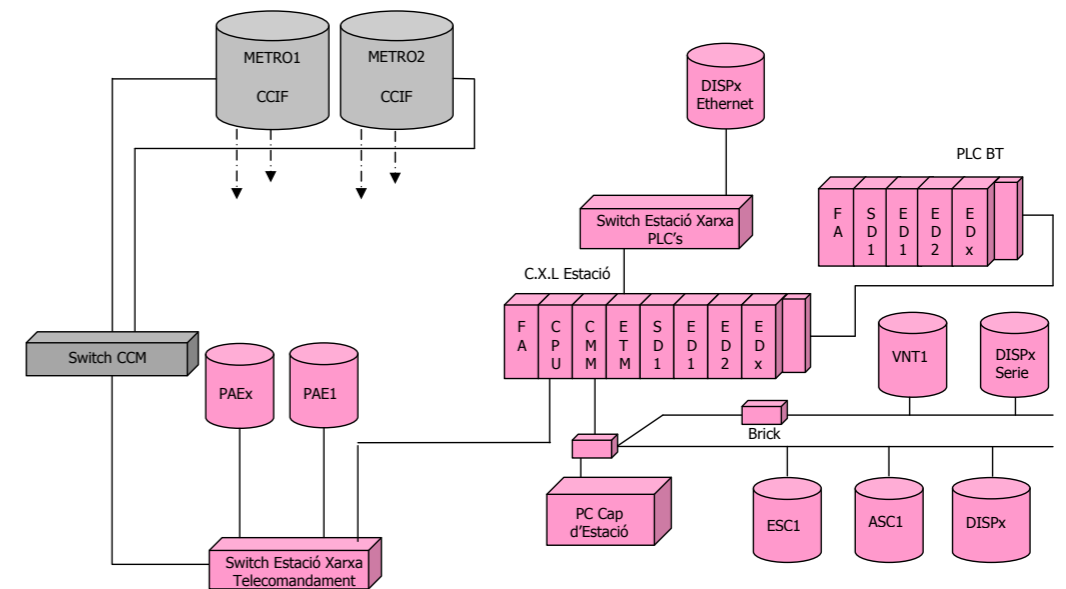 METRO1
CCIF
METRO2
CCIF
DISPx
Ethernet
PLC BT
Switch Estació Xarxa
PLC's
F
A
S
D
1
E
D
1
E
D
2
E
D
x
C.X.L Estació
F
A
C
P
U
C
M
M
E
T
M
S
D
1
E
D
1
E
D
2
E
D
x
Switch CCM
PAEx
PAE1
VNT1
DISPx
Serie
Brick
PC Cap
d'Estació
ESC1
ASC1
DISPx
Switch Estació Xarxa
Telecomandament